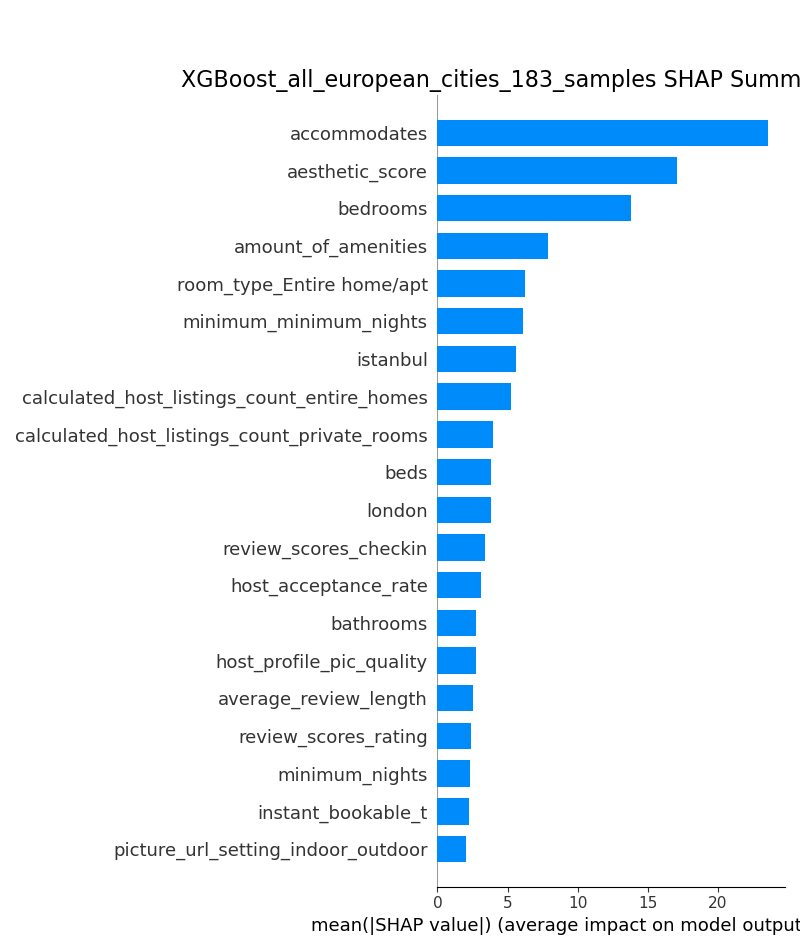 XGBoost_all_european_cities_183_samples SHAP Summ
accommodates
aesthetic_score
bedrooms
amount_of_amenities
room_type_Entire home/apt
minimum_minimum_nights
istanbul
calculated_host_listings_count_entire_homes
calculated_host_listings_count_private_rooms
beds
london
review_scores_checkin
host_acceptance_rate
bathrooms
host_profile_pic_quality
average_review_length
review_scores_rating
minimum_nights
instant_bookable_t
picture_url_setting_indoor_outdoor
0 5 10 15 20
mean(|SHAP value|) (average impact on model output